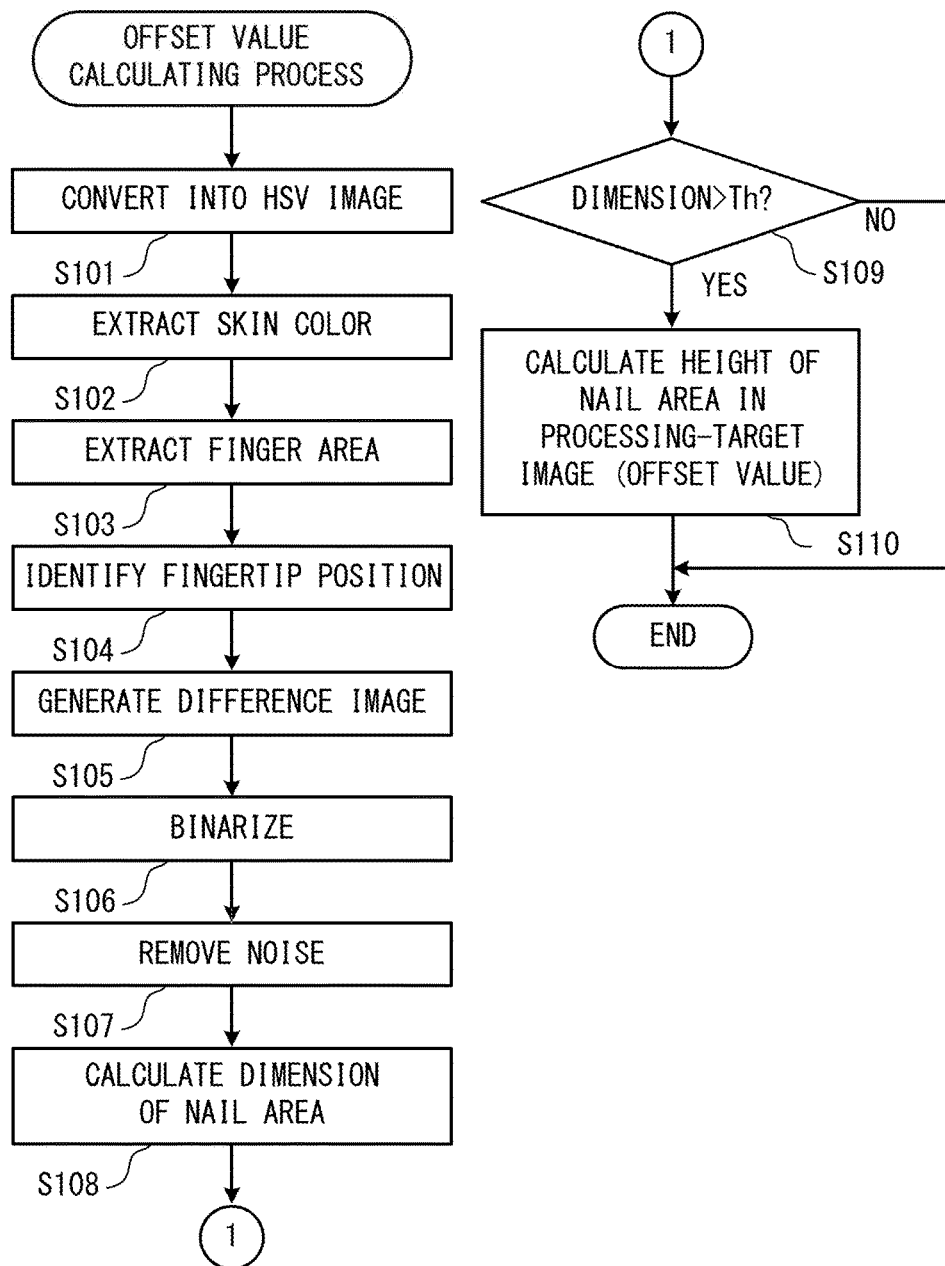 OFFSET VALUE
CALCULATING PROCESS
CONVERT INTO HSV IMAGE
S101
EXTRACT SKIN COLOR
S102
EXTRACT FINGER AREA
S103
IDENTIFY FINGERTIP POSITION
S104
GENERATE DIFFERENCE IMAGE
S105
BINARIZE
S106
REMOVE NOISE
S107
CALCULATE DIMENSION
OF NAIL AREA
S108
1
1
DIMENSION>Th?
NO
S109
YES
CALCULATE HEIGHT OF
NAIL AREA IN
PROCESSING-TARGET
IMAGE (OFFSET VALUE)
S110
END